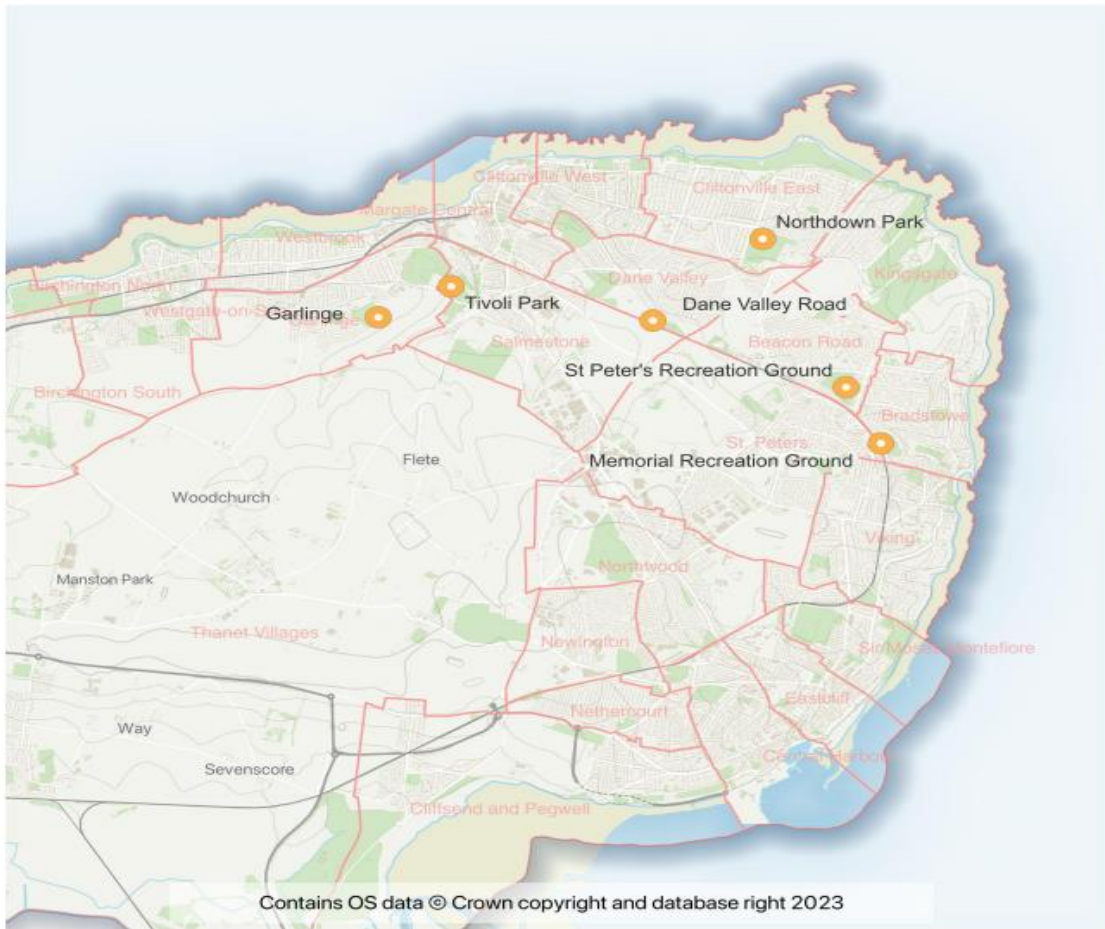 Cliftonville West
Cliftonville East
Margate Central
Northdown Park
Westbrook
Dane Valley
Kingsgate
Birchington North
Tivoli Park
Dane Valley Road
Westgate-on-S
Garlinge
Garlinge
Salmestone
Beacon Road
St Peter's Recreation Ground
Birchington South
Bradstowe
St. Peters
Flete
Memorial Recreation Ground
Woodchurch
Viking
Northwood
Manston Park
Thanet Villages
Newington
Sir Moses Montefiore
Eastcliff
Nethercourt
Way
Central Harbour
Sevenscore
Cliffsend and Pegwell
Contains OS data © Crown copyright and database right 2023